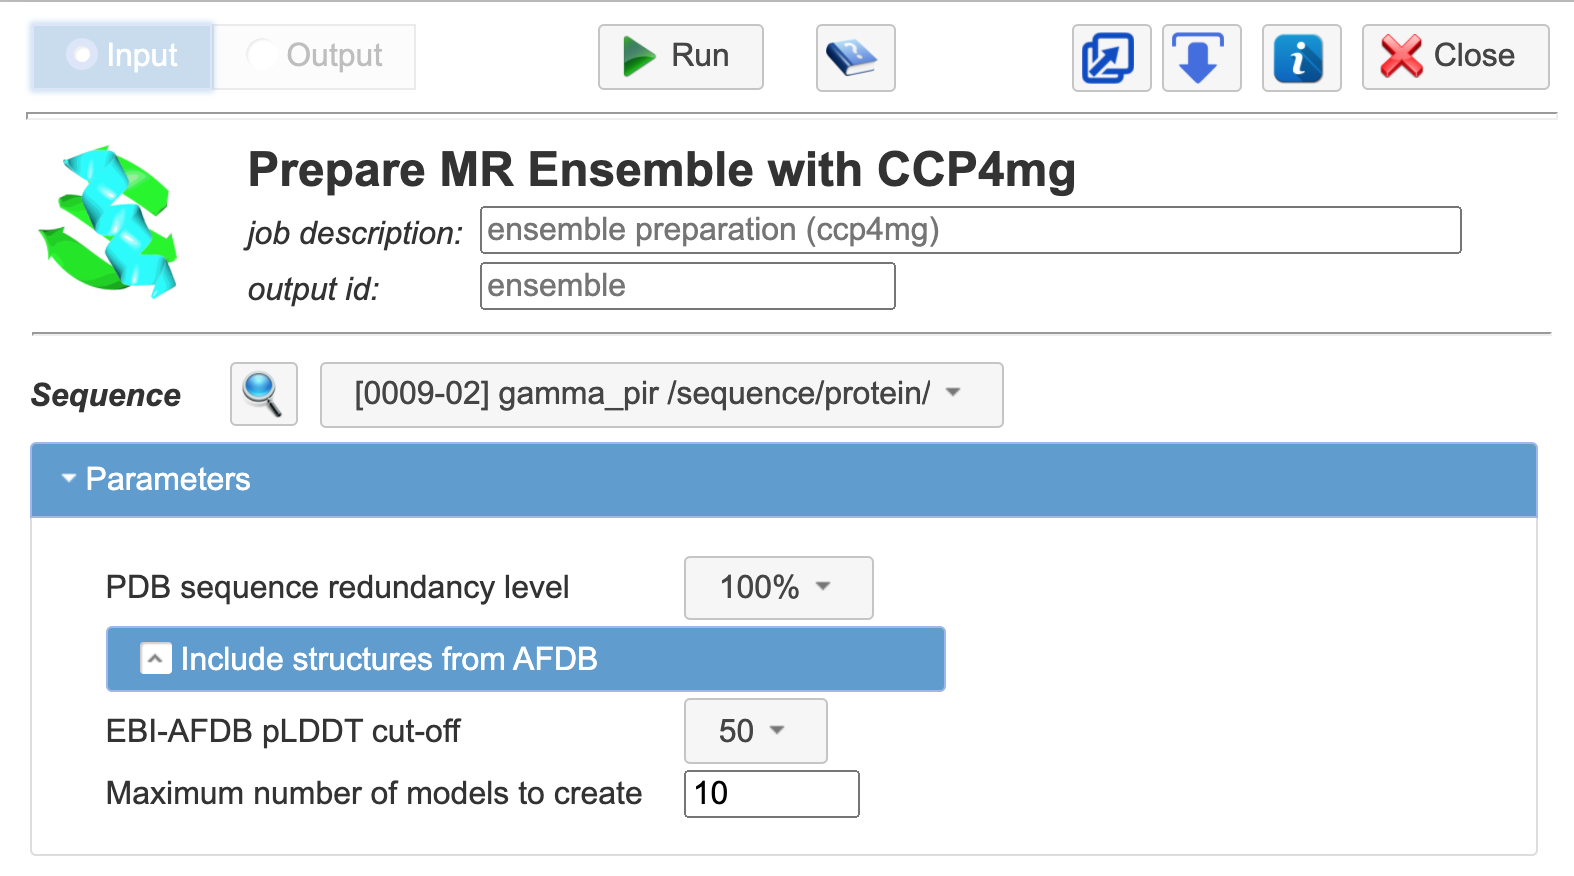 Input Output Run Close
Prepare MR Ensemble with CCP4mg
job description: ensemble preparation (ccp4mg)
output id: ensemble
Sequence [0009-02] gamma_pir /sequence/protein/
Parameters
PDB sequence redundancy level 100%
Include structures from AFDB
EBI-AFDB pLDDT cut-off 50
Maximum number of models to create 10